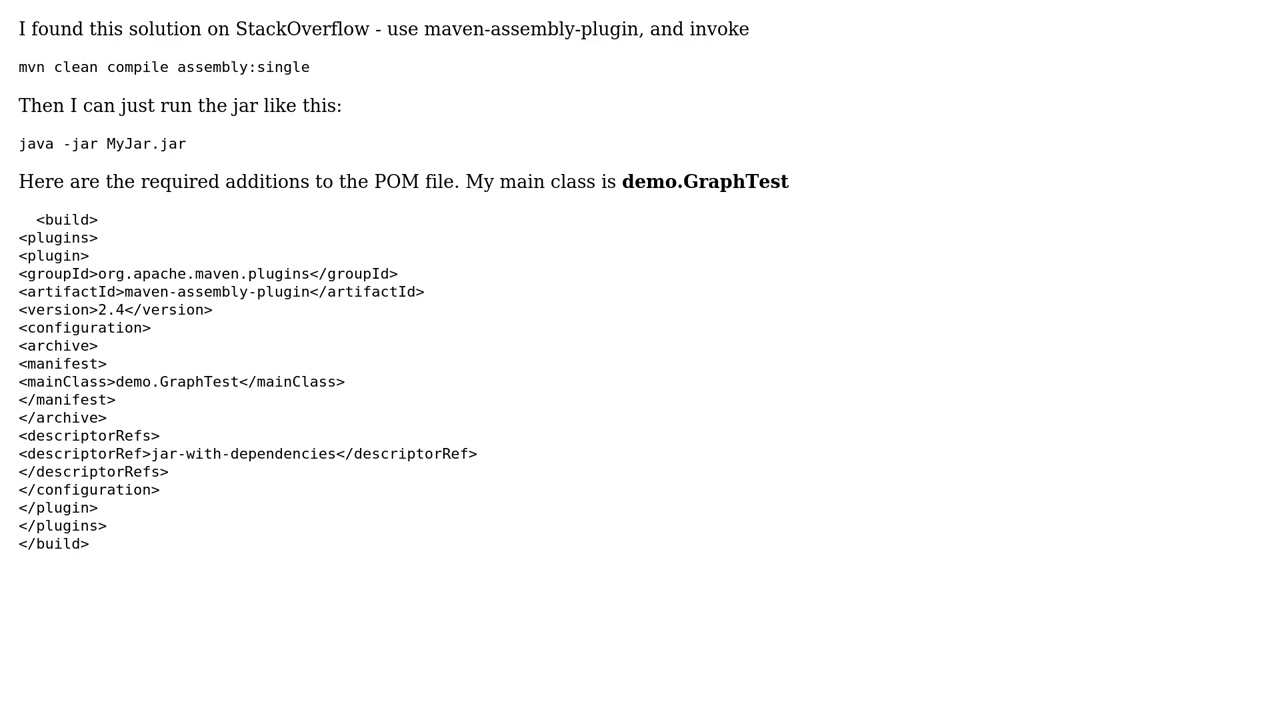 I found this solution on StackOverflow - use maven-assembly-plugin, and invoke
mvn clean compile assembly:single
Then I can just run the jar like this:
java -jar MyJar.jar
Here are the required additions to the POM file. My main class is demo.GraphTest
<build>
<plugins>
<plugin>
<groupId>org.apache.maven.plugins</groupId>
<artifactId>maven-assembly-plugin</artifactId>
<version>2.4</version>
<configuration>
<archive>
<manifest>
<mainClass>demo.GraphTest</mainClass>
</manifest>
</archive>
<descriptorRefs>
<descriptorRef>jar-with-dependencies</descriptorRef>
</descriptorRefs>
</configuration>
</plugin>
</plugins>
</build>